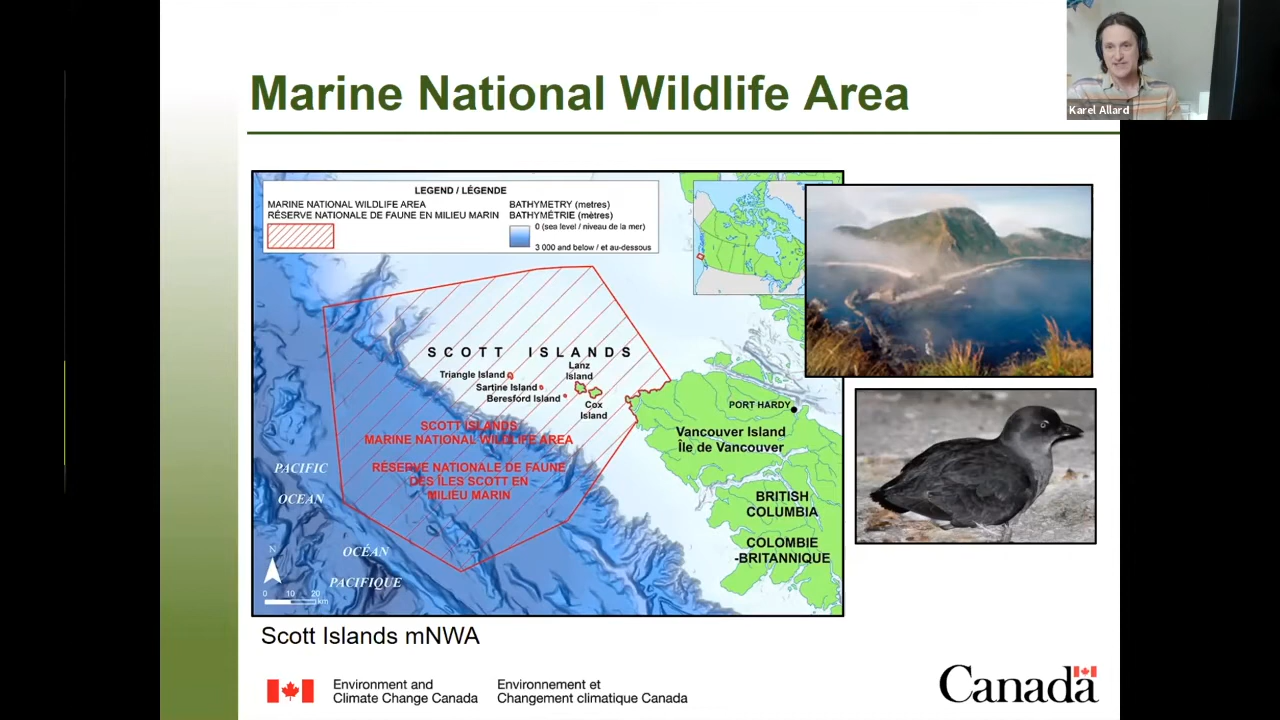 Marine National Wildlife Area
Karel Allard
LEGEND / LÉGENDE
MARINE NATIONAL WILDLIFE AREA
RÉSERVE NATIONALE DE FAUNE EN MILIEU MARIN
BATHYMETRY (metres)
BATHYMÉTRIE (mètres)
0 (sea level / niveau de la mer)
3 000 and below / et au-dessous
SCOTT ISLANDS
Lanz
Island
Triangle Island
Sartine Island
Beresford Island
Cox
Island
SCOTT ISLANDS
MARINE NATIONAL WILDLIFE AREA
RÉSERVE NATIONALE DE FAUNE
DES ÎLES SCOTT EN
MILIEU MARIN
PORT HARDY
Vancouver Island
Île de Vancouver
BRITISH
COLUMBIA
COLOMBIE
-BRITANNIQUE
PACIFIC
OCEAN
OCÉAN
PACIFIQUE
N
0 10 20
km
Scott Islands mNWA
Environment and
Climate Change Canada
Environnement et
Changement climatique Canada
Canada